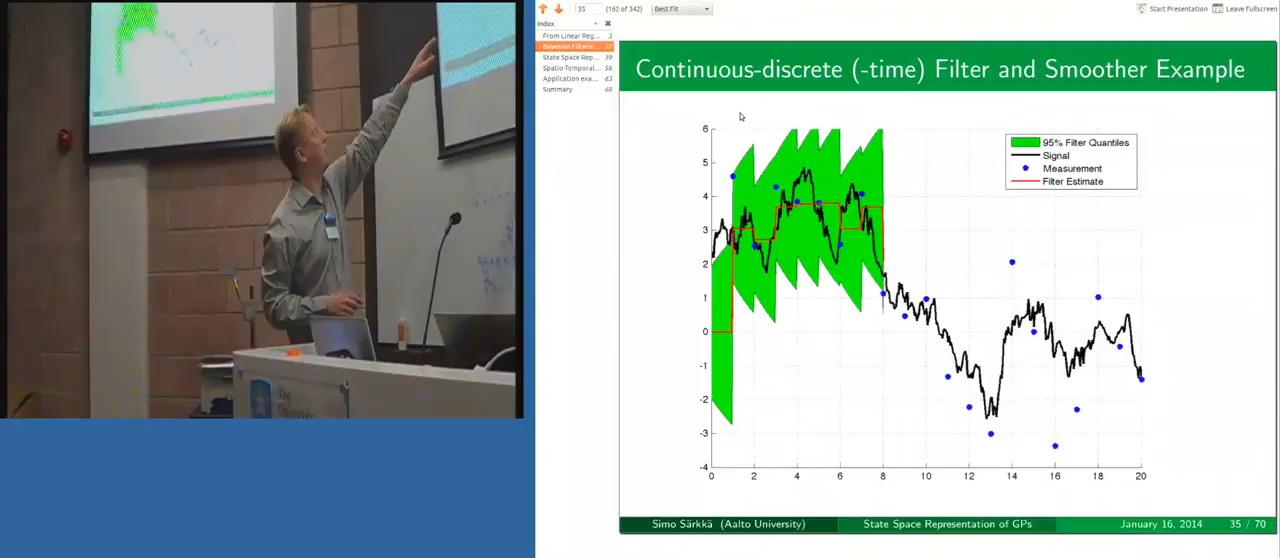 35 (162 of 342) Best Fit Start Presentation Leave Fullscreen
Index
From Linear Reg... 3
Bayesian Filterin... 27
State Space Rep... 39
Spatio-Temporal... 56
Application exa... 63
Summary 68
Continuous-discrete (-time) Filter and Smoother Example
95% Filter Quantiles
Signal
Measurement
Filter Estimate
6
5
4
3
2
1
0
-1
-2
-3
-4
0 2 4 6 8 10 12 14 16 18 20
The
University
Simo Särkkä (Aalto University) State Space Representation of GPs January 16, 2014 35 / 70